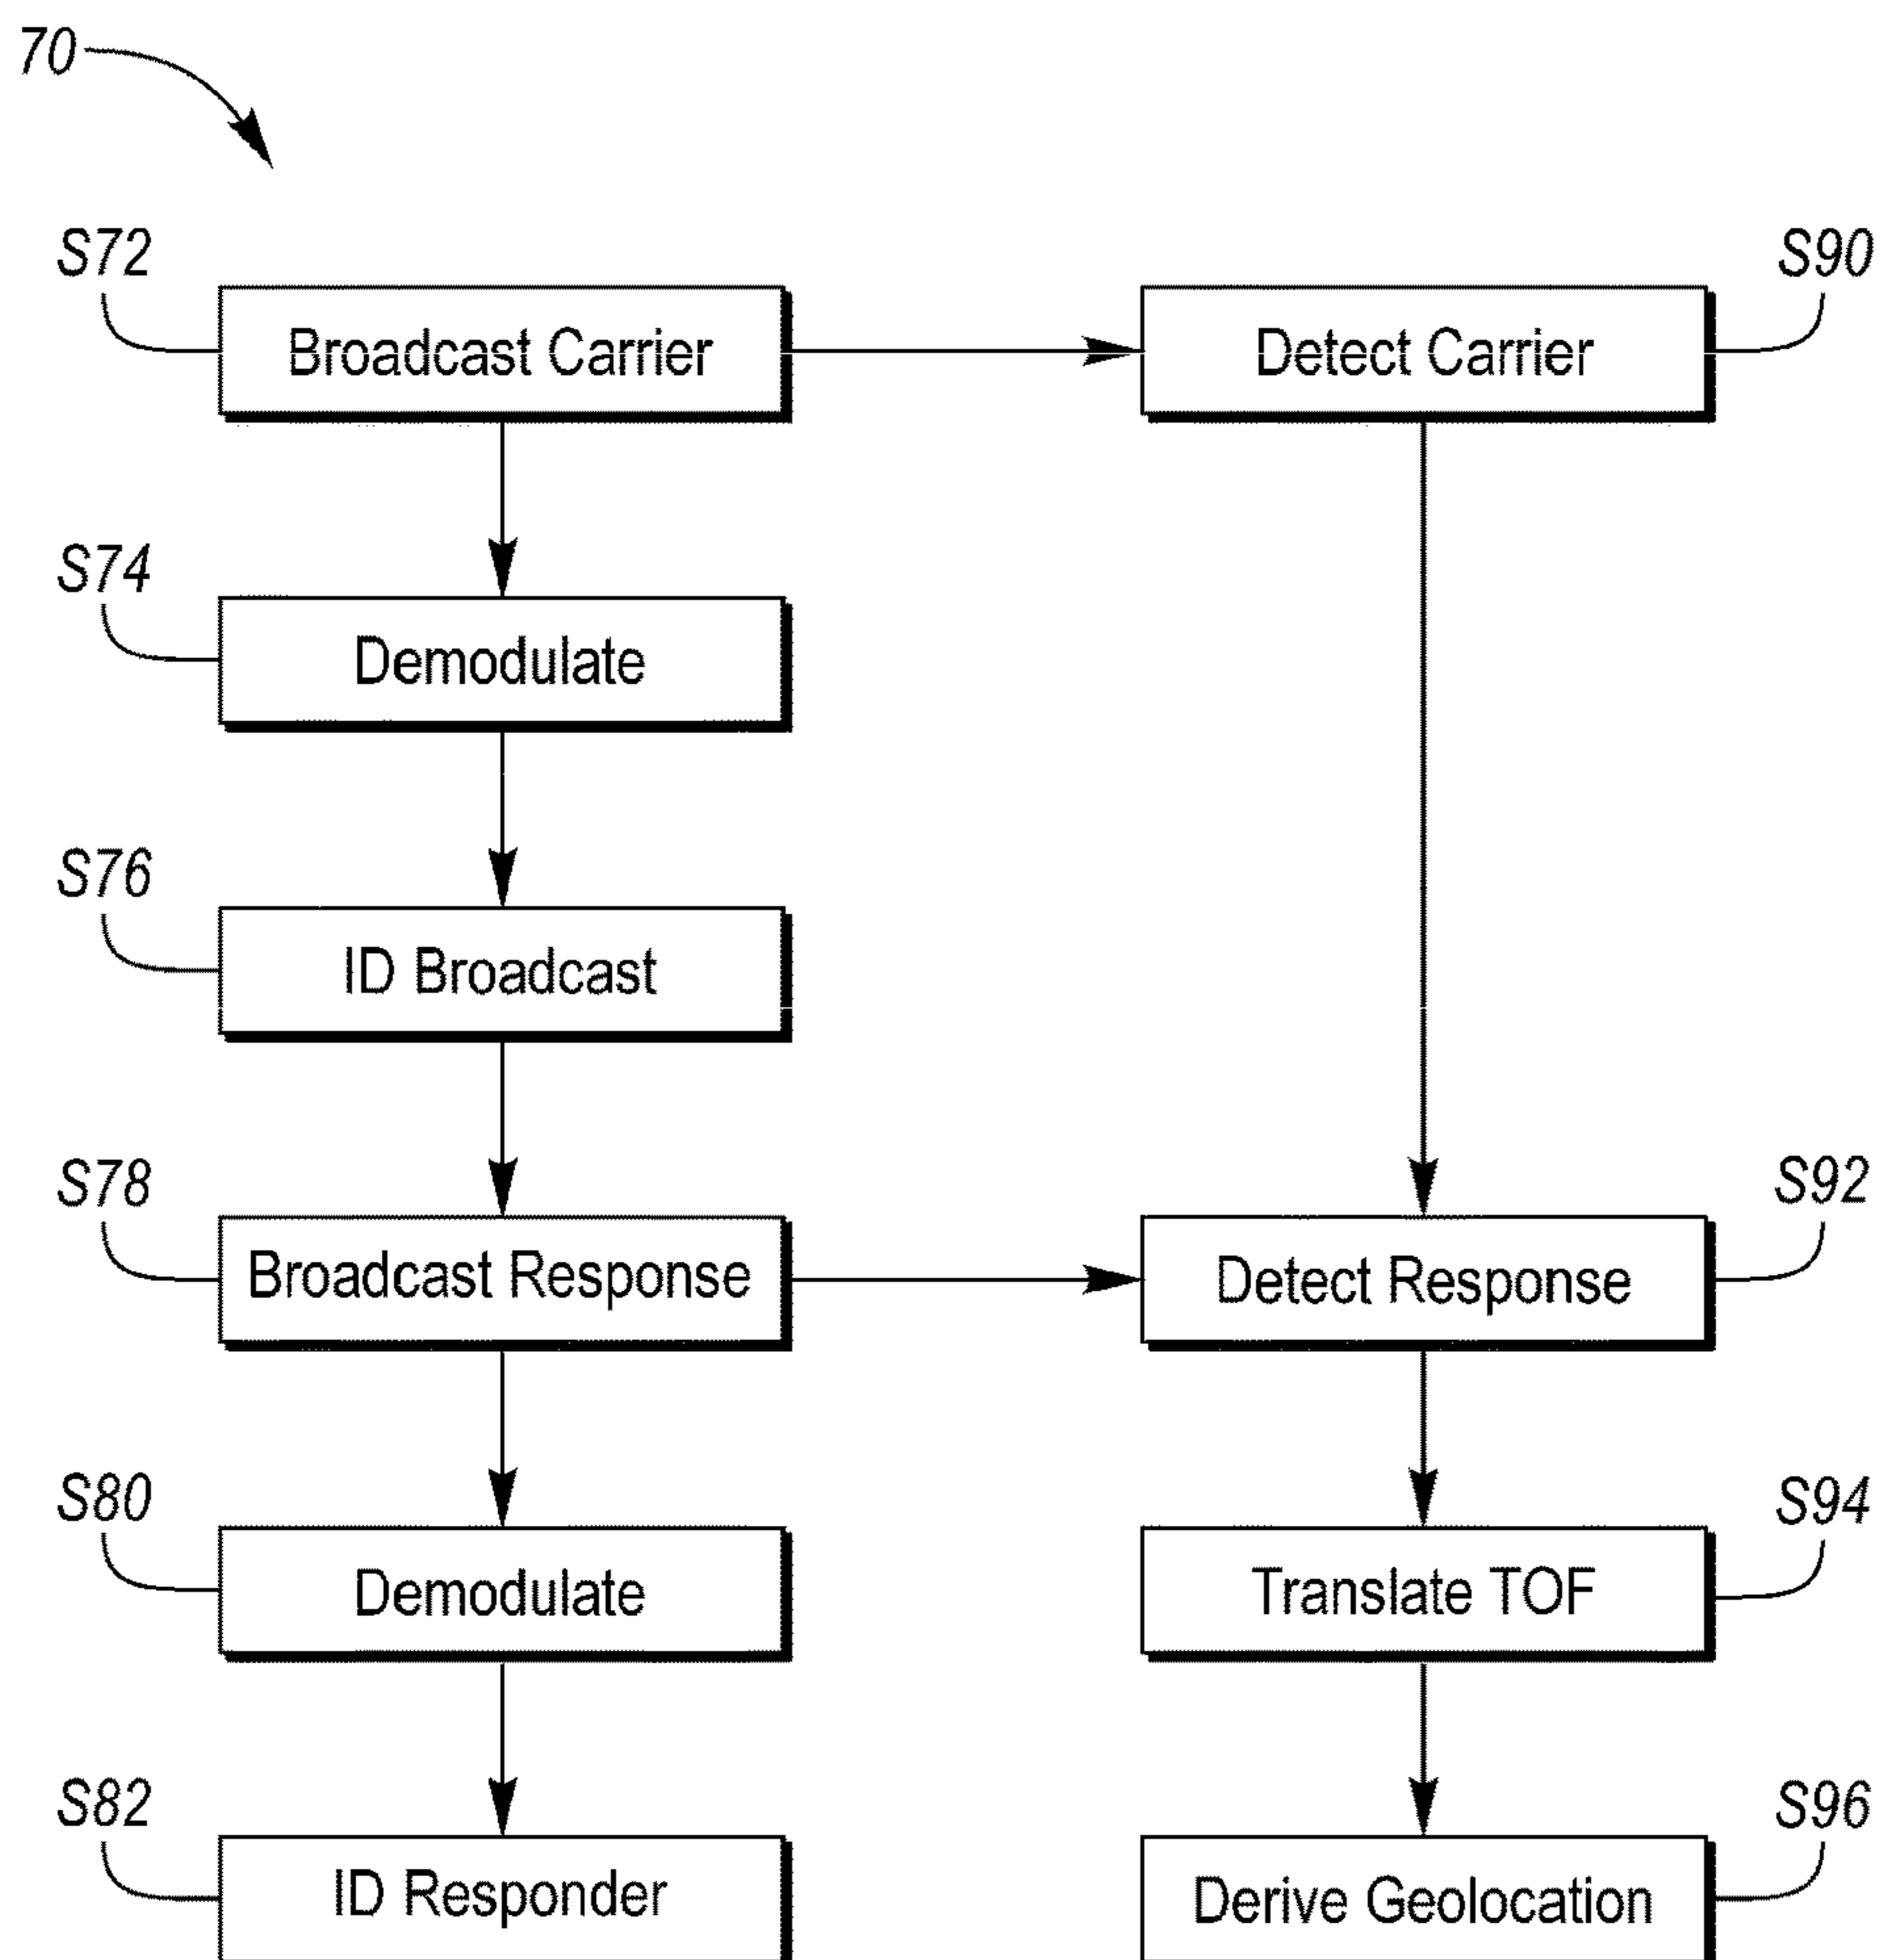 70
S72
Broadcast Carrier
Detect Carrier
S90
S74
Demodulate
S76
ID Broadcast
S78
Broadcast Response
Detect Response
S92
S80
Demodulate
Translate TOF
S94
S82
ID Responder
Derive Geolocation
S96